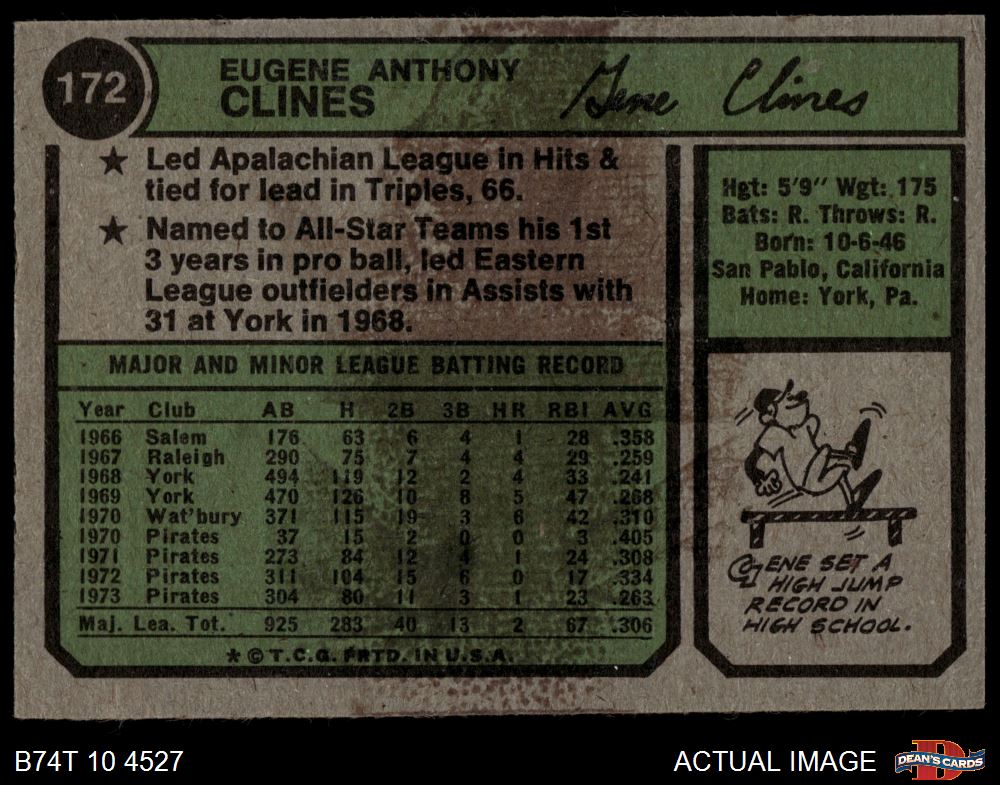 172
EUGENE ANTHONY
CLINES
Gene Clines
★ Led Apalachian League in Hits &
tied for lead in Triples, 66.
★ Named to All-Star Teams his 1st
3 years in pro ball, led Eastern
League outfielders in Assists with
31 at York in 1968.
Hgt: 5'9" Wgt: 175
Bats: R. Throws: R.
Born: 10-6-46
San Pablo, California
Home: York, Pa.
MAJOR AND MINOR LEAGUE BATTING RECORD
Year Club AB H 2B 3B HR RBI AVG
1966 Salem 176 63 6 4 1 28 .358
1967 Raleigh 290 75 7 4 4 29 .259
1968 York 494 119 12 2 4 33 .241
1969 York 470 126 10 8 5 47 .268
1970 Wat'bury 371 115 19 3 6 42 .310
1970 Pirates 37 15 2 0 0 3 .405
1971 Pirates 273 84 12 4 1 24 .308
1972 Pirates 311 104 15 6 0 17 .334
1973 Pirates 304 80 11 3 1 23 .263
Maj. Lea. Tot. 925 283 40 13 2 67 .306
* © T.C.G. PRTD. IN U.S.A.
GENE SET A
HIGH JUMP
RECORD IN
HIGH SCHOOL.
B74T 10 4527
ACTUAL IMAGE
DEAN'S CARDS